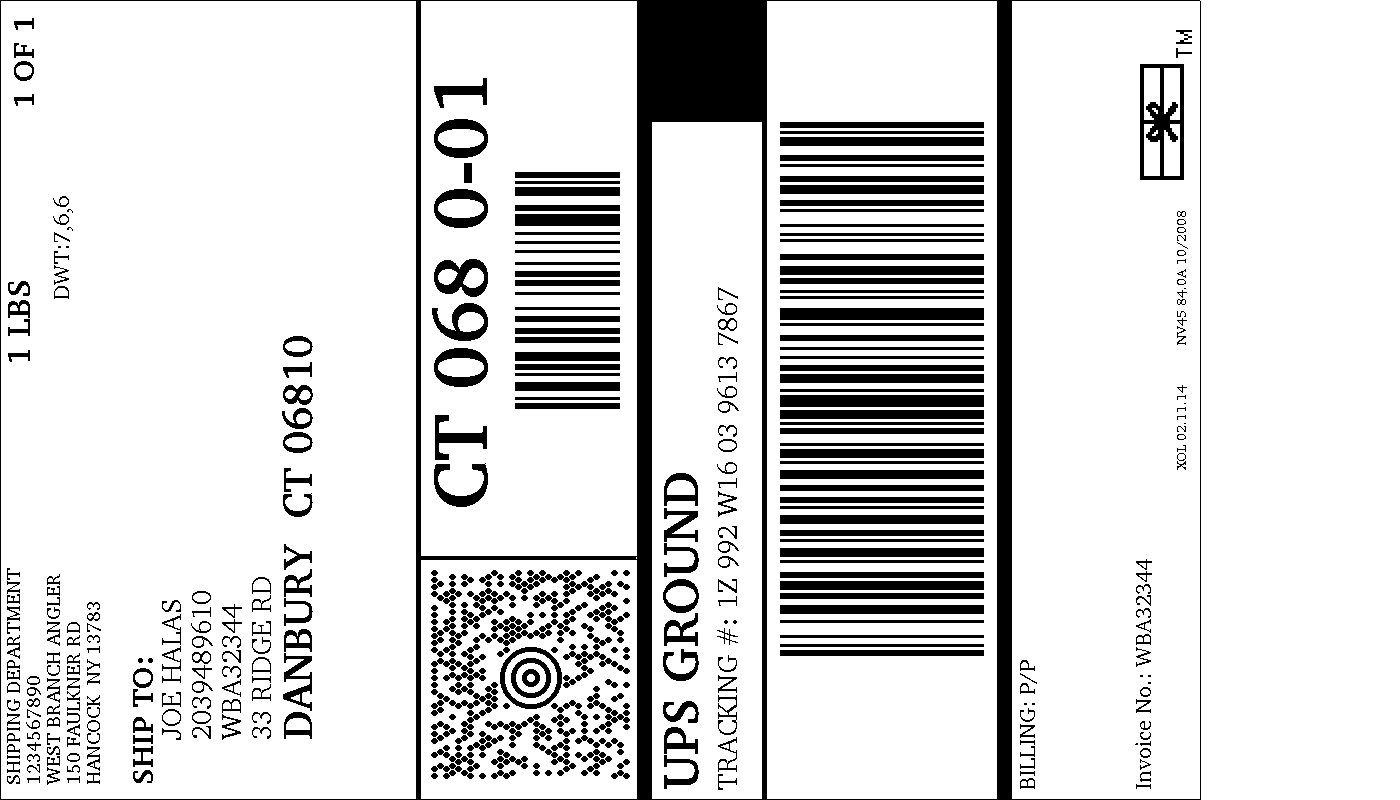 SHIPPING DEPARTMENT
1234567890
WEST BRANCH ANGLER
150 FAULKNER RD
HANCOCK NY 13783
1 LBS
1 OF 1
DWT:7,6,6
SHIP TO:
JOE HALAS
2039489610
WBA32344
33 RIDGE RD
DANBURY CT 06810
CT 068 0-01
UPS GROUND
TRACKING #: 1Z 992 W16 03 9613 7867
BILLING: P/P
Invoice No.: WBA32344
XOL 02.11.14
NV45 84.0A 10/2008
TM